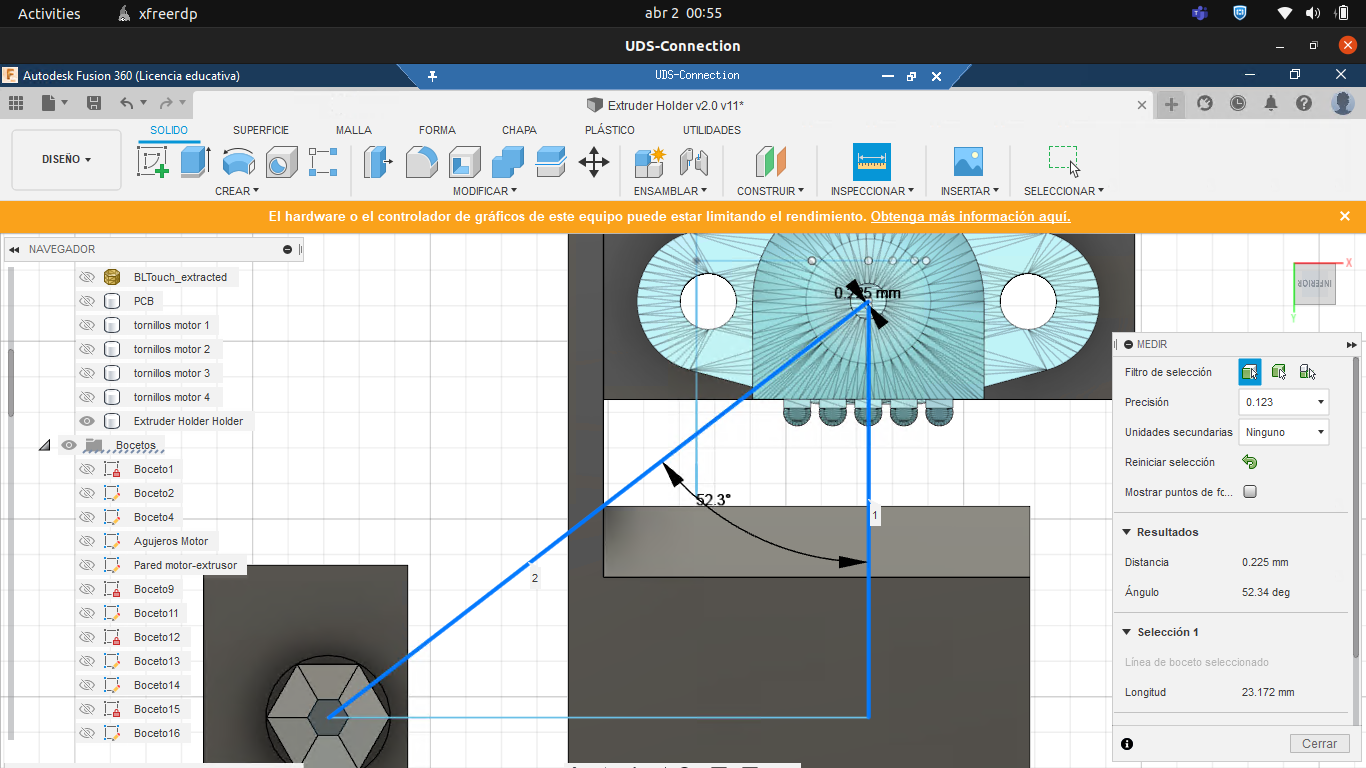 Activities
xfreerdp
abr 2 00:55
UDS-Connection
Autodesk Fusion 360 (Licencia educativa)
UDS-Connection
Extruder Holder v2.0 v11*
SOLIDO
SUPERFICIE
MALLA
FORMA
CHAPA
PLÁSTICO
UTILIDADES
DISEÑO
CREAR
MODIFICAR
ENSAMBLAR
CONSTRUIR
INSPECCIONAR
INSERTAR
SELECCIONAR
El hardware o el controlador de gráficos de este equipo puede estar limitando el rendimiento. Obtenga más información aquí.
NAVEGADOR
BLTouch_extracted
PCB
tornillos motor 1
tornillos motor 2
tornillos motor 3
tornillos motor 4
Extruder Holder Holder
Bocetos
Boceto1
Boceto2
Boceto4
Agujeros Motor
Pared motor-extrusor
Boceto9
Boceto11
Boceto12
Boceto13
Boceto14
Boceto15
Boceto16
0.225 mm
52.3°
1
2
X
INFERIOR
Y
MEDIR
Filtro de selección
Precisión
0.123
Unidades secundarias
Ninguno
Reiniciar selección
Mostrar puntos de fo...
Resultados
Distancia
0.225 mm
Ángulo
52.34 deg
Selección 1
Línea de boceto seleccionado
Longitud
23.172 mm
Cerrar